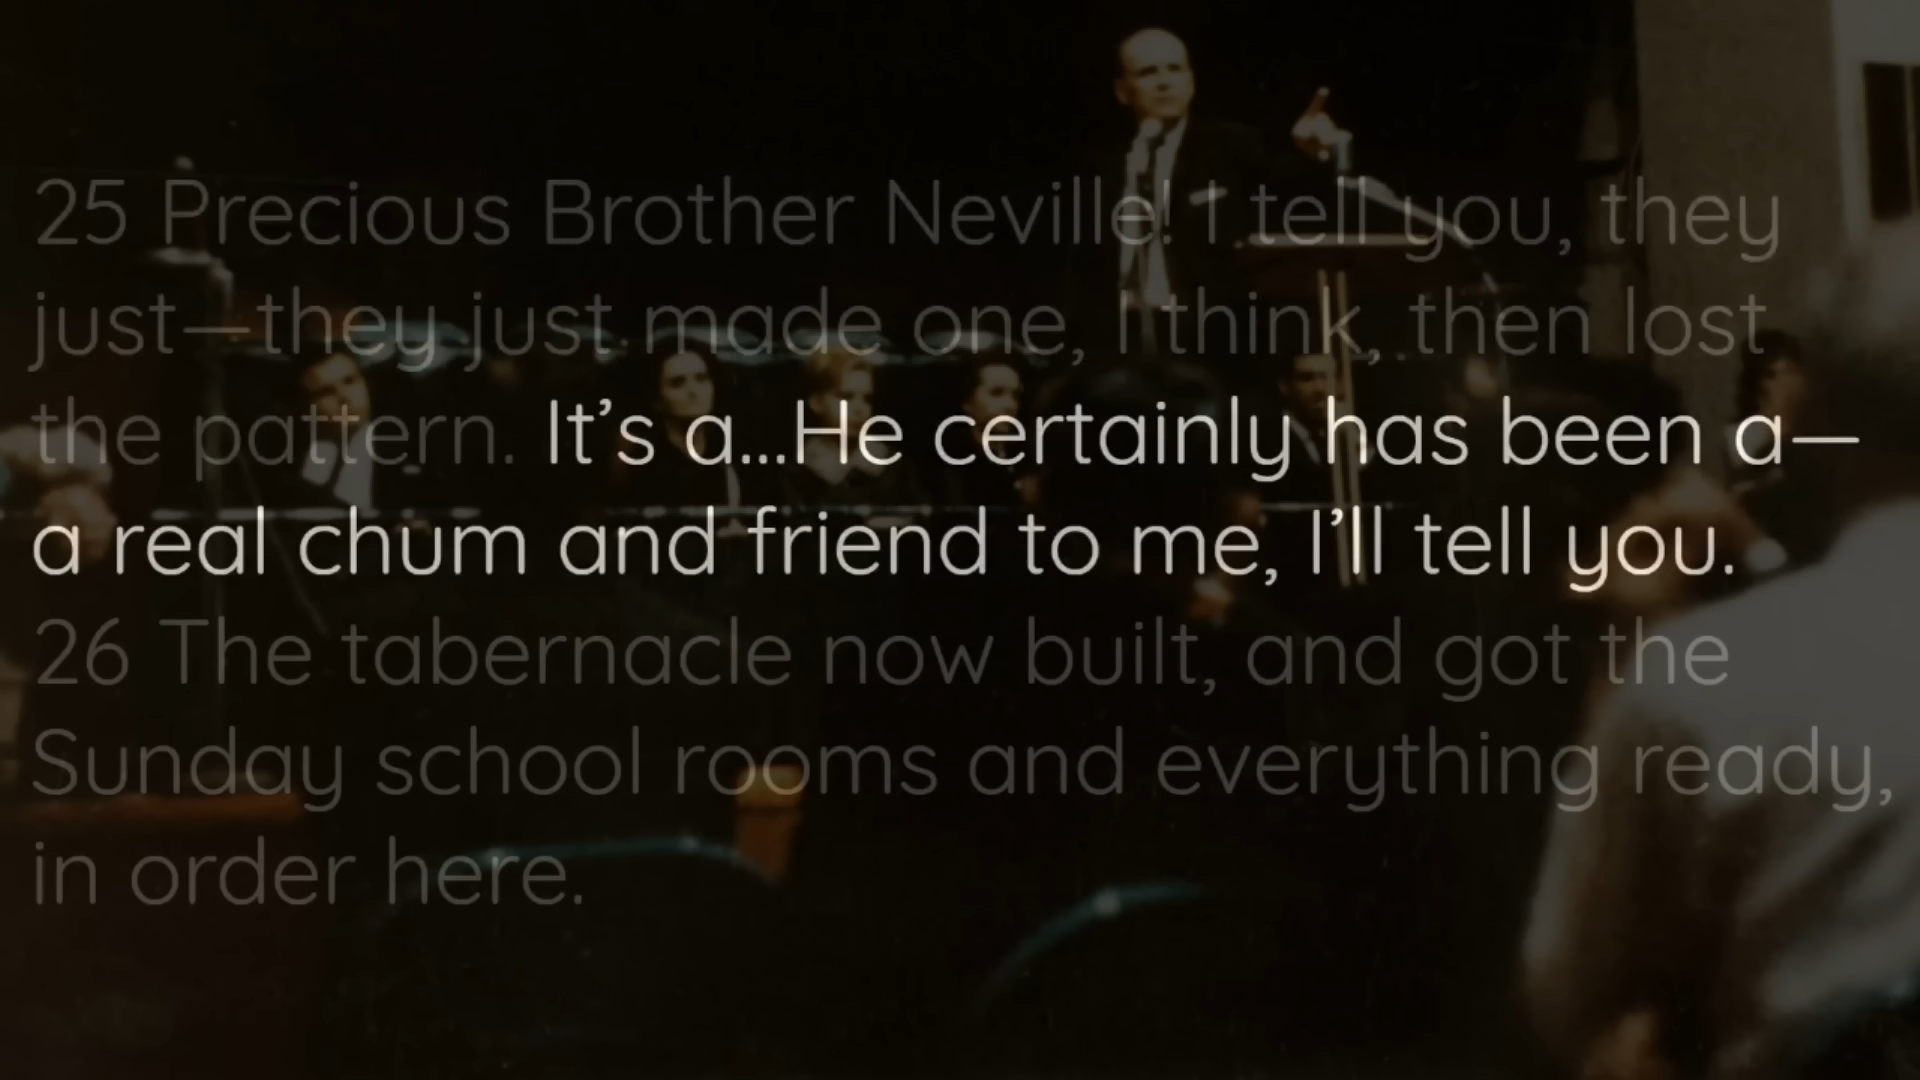 25 Precious Brother Neville! I tell you, they
just—they just made one, I think, then lost
the pattern. It’s a...He certainly has been a—
a real chum and friend to me, I’ll tell you.
26 The tabernacle now built, and got the
Sunday school rooms and everything ready,
in order here.